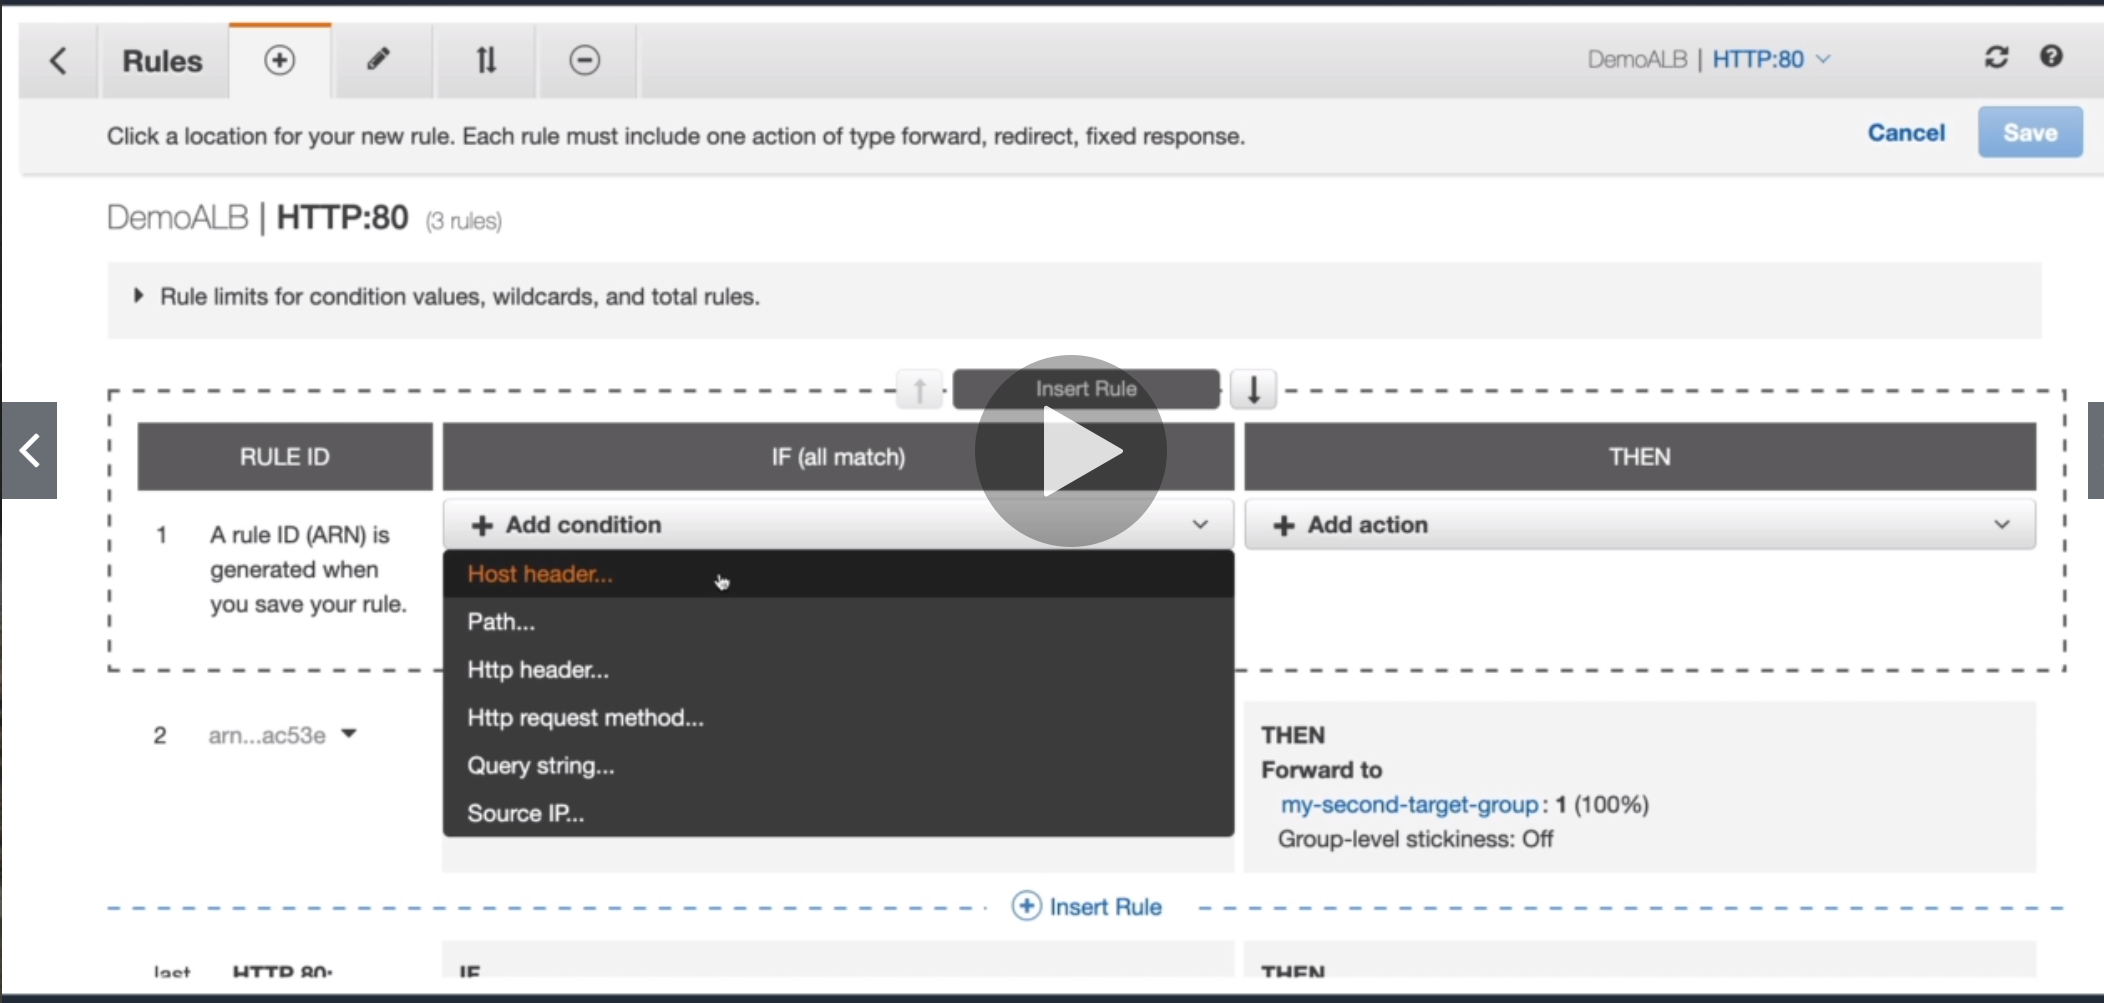 Rules
DemoALB | HTTP:80
Click a location for your new rule. Each rule must include one action of type forward, redirect, fixed response.
Cancel
Save
DemoALB | HTTP:80 (3 rules)
Rule limits for condition values, wildcards, and total rules.
Insert Rule
RULE ID
IF (all match)
THEN
1
A rule ID (ARN) is
generated when
you save your rule.
Add condition
Host header...
Path...
Http header...
Http request method...
Query string...
Source IP...
Add action
2
arn...ac53e
THEN
Forward to
my-second-target-group: 1 (100%)
Group-level stickiness: Off
Insert Rule
last
HTTP 80:
IF
THEN